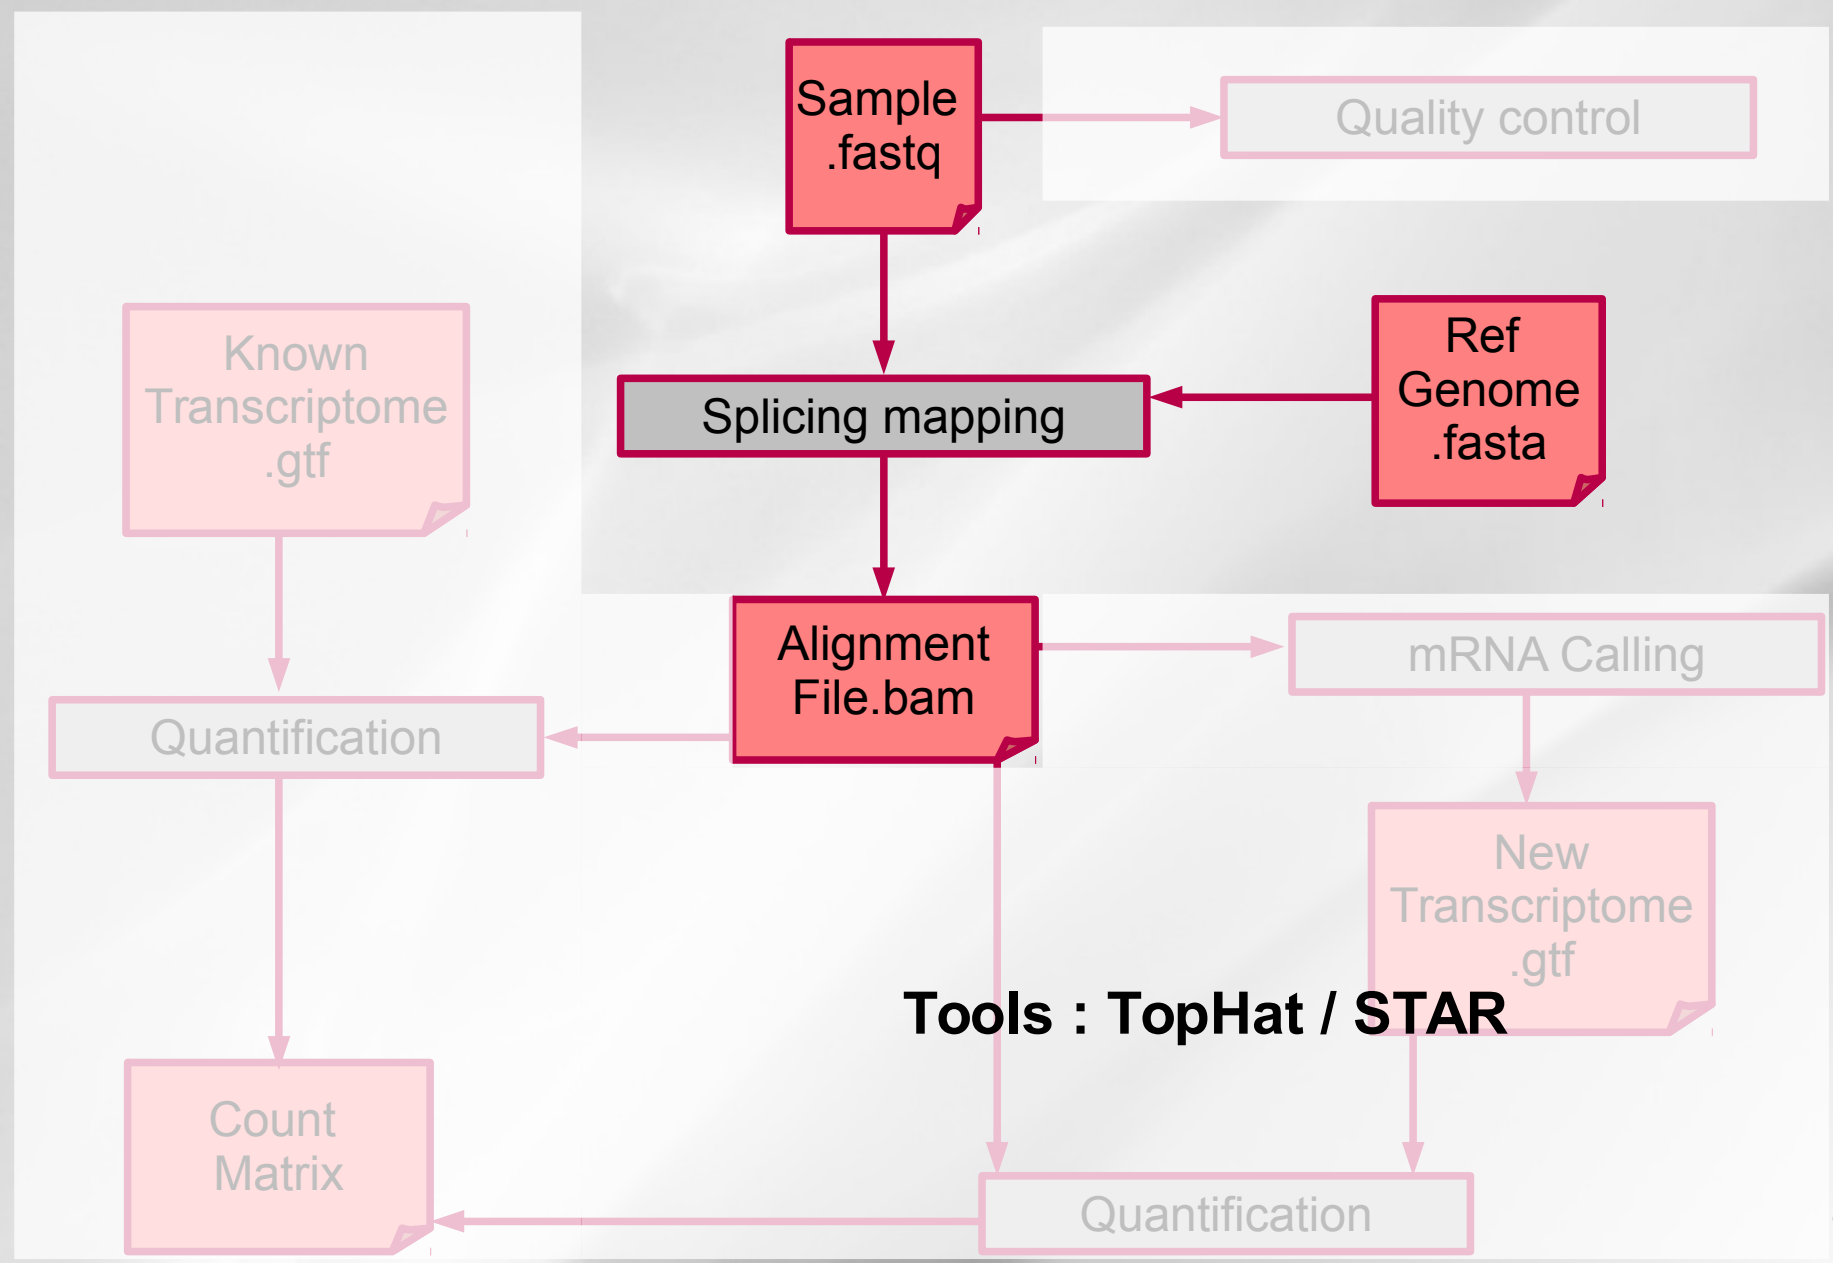 Sample
.fastq
Quality control
Known
Transcriptome
.gtf
Ref
Genome
.fasta
Splicing mapping
Alignment
File.bam
mRNA Calling
Quantification
New
Transcriptome
.gtf
Tools : TopHat / STAR
Count
Matrix
Quantification